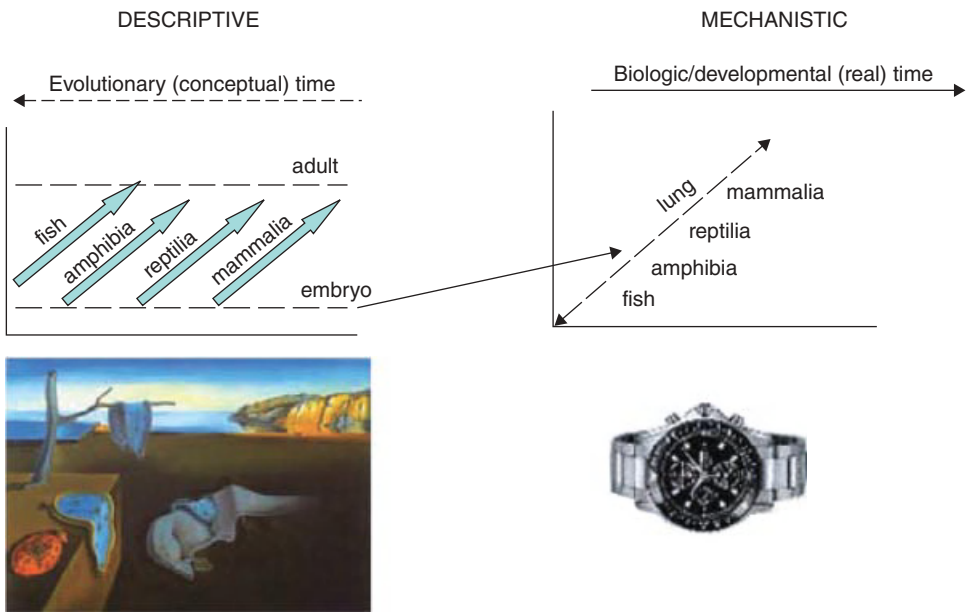 DESCRIPTIVE
Evolutionary (conceptual) time
adult
fish
amphibia
reptilia
mammalia
embryo
MECHANISTIC
Biologic/developmental (real) time
lung
mammalia
reptilia
amphibia
fish